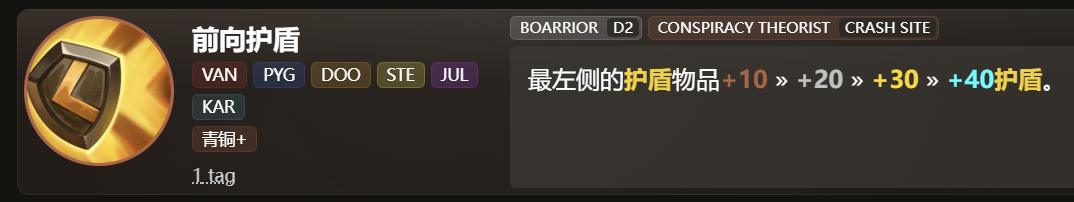 前向护盾
VAN PYG DOO STE JUL
KAR
青铜+
1 tag
BOARRIOR D2 CONSPIRACY THEORIST CRASH SITE
最左侧的护盾物品+10 » +20 » +30 » +40护盾。